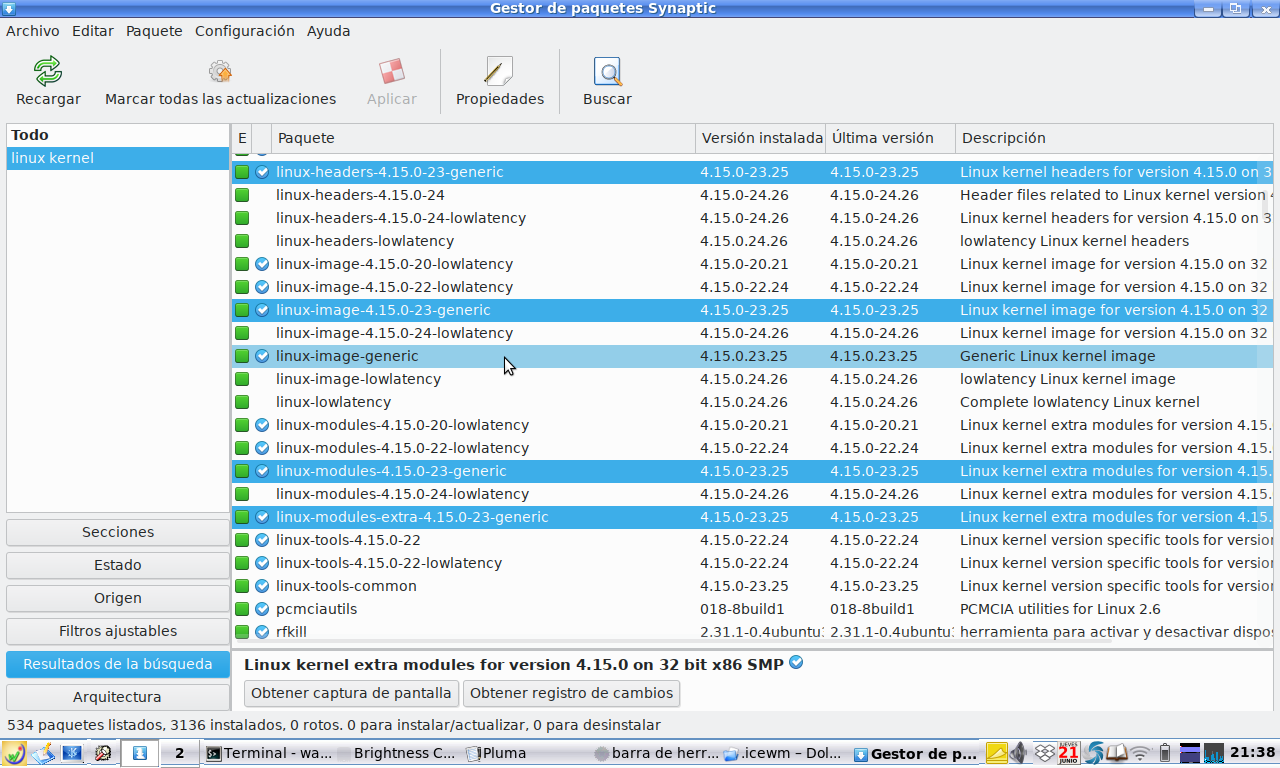 Gestor de paquetes Synaptic
Archivo Editar Paquete Configuración Ayuda
Recargar Marcar todas las actualizaciones Aplicar Propiedades Buscar
Todo
linux kernel
E Paquete Versión instalada Última versión Descripción
linux-headers-4.15.0-23-generic 4.15.0-23.25 4.15.0-23.25 Linux kernel headers for version 4.15.0 on 3
linux-headers-4.15.0-24 4.15.0-24.26 4.15.0-24.26 Header files related to Linux kernel version 4
linux-headers-4.15.0-24-lowlatency 4.15.0-24.26 4.15.0-24.26 Linux kernel headers for version 4.15.0 on 3
linux-headers-lowlatency 4.15.0.24.26 4.15.0.24.26 lowlatency Linux kernel headers
linux-image-4.15.0-20-lowlatency 4.15.0-20.21 4.15.0-20.21 Linux kernel image for version 4.15.0 on 32
linux-image-4.15.0-22-lowlatency 4.15.0-22.24 4.15.0-22.24 Linux kernel image for version 4.15.0 on 32
linux-image-4.15.0-23-generic 4.15.0-23.25 4.15.0-23.25 Linux kernel image for version 4.15.0 on 32
linux-image-4.15.0-24-lowlatency 4.15.0-24.26 4.15.0-24.26 Linux kernel image for version 4.15.0 on 32
linux-image-generic 4.15.0.23.25 4.15.0.23.25 Generic Linux kernel image
linux-image-lowlatency 4.15.0.24.26 4.15.0.24.26 lowlatency Linux kernel image
linux-lowlatency 4.15.0.24.26 4.15.0.24.26 Complete lowlatency Linux kernel
linux-modules-4.15.0-20-lowlatency 4.15.0-20.21 4.15.0-20.21 Linux kernel extra modules for version 4.15.
linux-modules-4.15.0-22-lowlatency 4.15.0-22.24 4.15.0-22.24 Linux kernel extra modules for version 4.15.
linux-modules-4.15.0-23-generic 4.15.0-23.25 4.15.0-23.25 Linux kernel extra modules for version 4.15.
linux-modules-4.15.0-24-lowlatency 4.15.0-24.26 4.15.0-24.26 Linux kernel extra modules for version 4.15.
linux-modules-extra-4.15.0-23-generic 4.15.0-23.25 4.15.0-23.25 Linux kernel extra modules for version 4.15.
linux-tools-4.15.0-22 4.15.0-22.24 4.15.0-22.24 Linux kernel version specific tools for version
linux-tools-4.15.0-22-lowlatency 4.15.0-22.24 4.15.0-22.24 Linux kernel version specific tools for version
linux-tools-common 4.15.0-23.25 4.15.0-23.25 Linux kernel version specific tools for version
pcmciautils 018-8build1 018-8build1 PCMCIA utilities for Linux 2.6
rfkill 2.31.1-0.4ubuntu 2.31.1-0.4ubuntu herramienta para activar y desactivar dispos
Secciones
Estado
Origen
Filtros ajustables
Resultados de la búsqueda
Arquitectura
Linux kernel extra modules for version 4.15.0 on 32 bit x86 SMP
Obtener captura de pantalla Obtener registro de cambios
534 paquetes listados, 3136 instalados, 0 rotos. 0 para instalar/actualizar, 0 para desinstalar
2 Terminal - wa... Brightness C... Pluma barra de herr... .icewm – Dol... Gestor de p... JUEVES 21 JUNIO 21:38